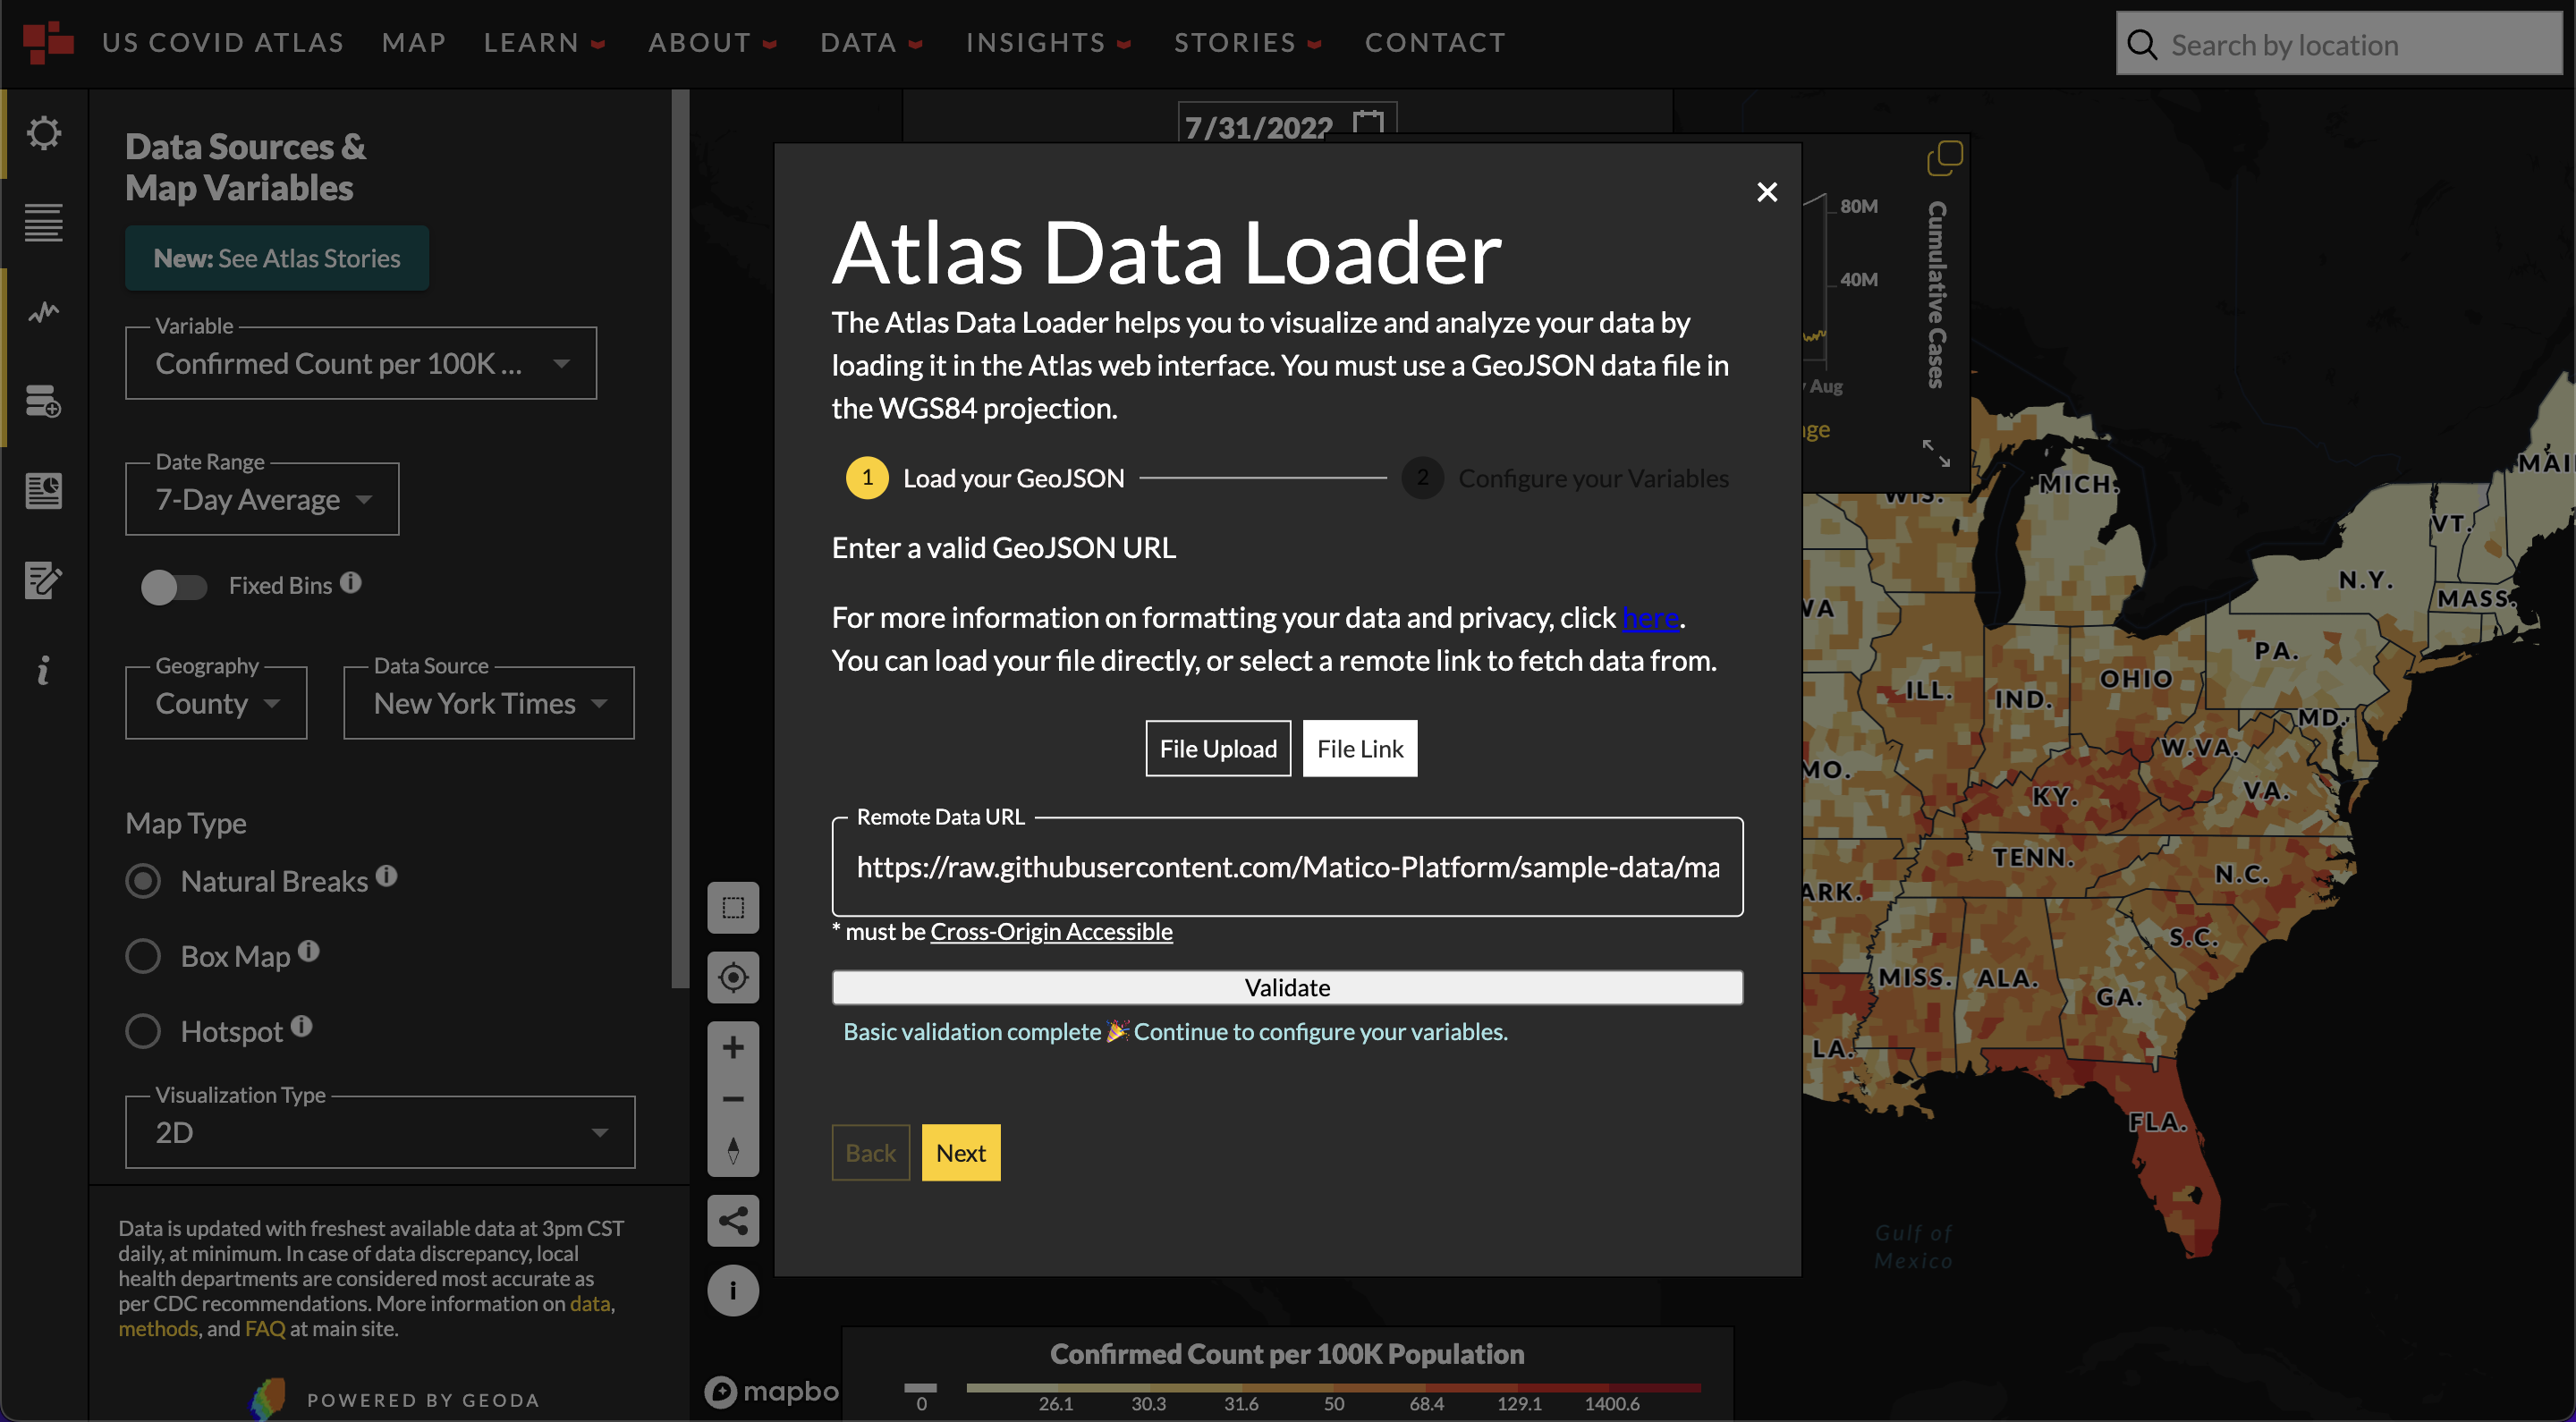 US COVID ATLAS MAP LEARN ABOUT DATA INSIGHTS STORIES CONTACT
Search by location
Data Sources &
Map Variables
New: See Atlas Stories
Variable
Confirmed Count per 100K ...
Date Range
7-Day Average
Fixed Bins
Geography
County
Data Source
New York Times
Map Type
Natural Breaks
Box Map
Hotspot
Visualization Type
2D
Data is updated with freshest available data at 3pm CST
daily, at minimum. In case of data discrepancy, local
health departments are considered most accurate as
per CDC recommendations. More information on data,
methods, and FAQ at main site.
POWERED BY GEODA
7/31/2022
Atlas Data Loader
The Atlas Data Loader helps you to visualize and analyze your data by
loading it in the Atlas web interface. You must use a GeoJSON data file in
the WGS84 projection.
1 Load your GeoJSON
2 Configure your Variables
Enter a valid GeoJSON URL
For more information on formatting your data and privacy, click here.
You can load your file directly, or select a remote link to fetch data from.
File Upload
File Link
Remote Data URL
https://raw.githubusercontent.com/Matico-Platform/sample-data/ma
* must be Cross-Origin Accessible
Validate
Basic validation complete 🎉 Continue to configure your variables.
Back
Next
80M
40M
Cumulative Cases
Aug
WIS.
MICH.
MAI
VT.
N.Y.
MASS.
PA.
OHIO
ILL.
IND.
MD.
W.VA.
MO.
KY.
VA.
TENN.
N.C.
ARK.
S.C.
MISS.
ALA.
GA.
LA.
FLA.
Gulf of
Mexico
mapbo
Confirmed Count per 100K Population
0 26.1 30.3 31.6 50 68.4 129.1 1400.6